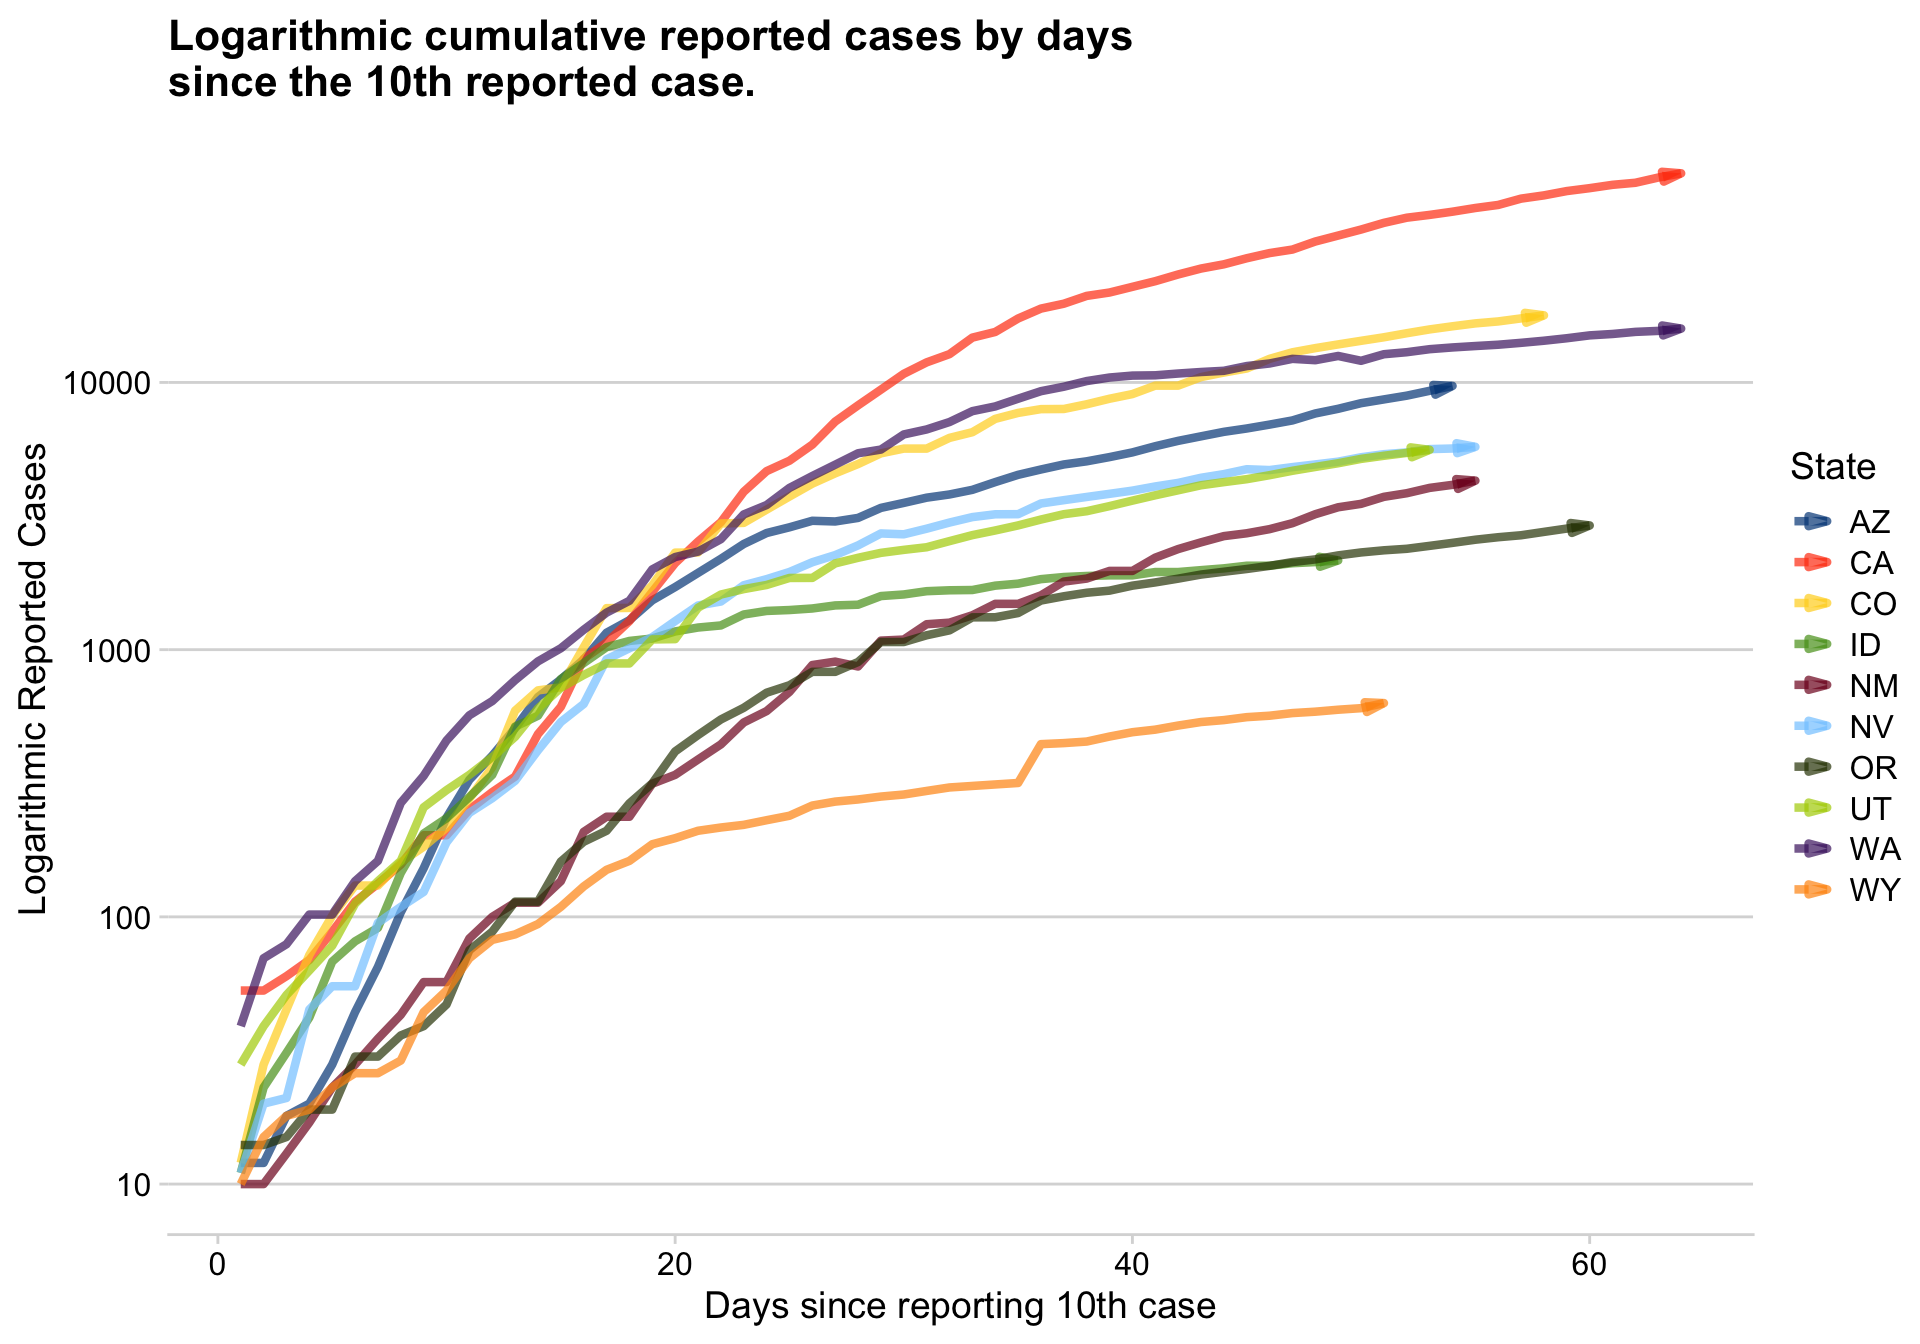 Logarithmic cumulative reported cases by days
since the 10th reported case.
Logarithmic Reported Cases
10000
1000
100
10
0
20
40
60
Days since reporting 10th case
State
AZ
CA
CO
ID
NM
NV
OR
UT
WA
WY